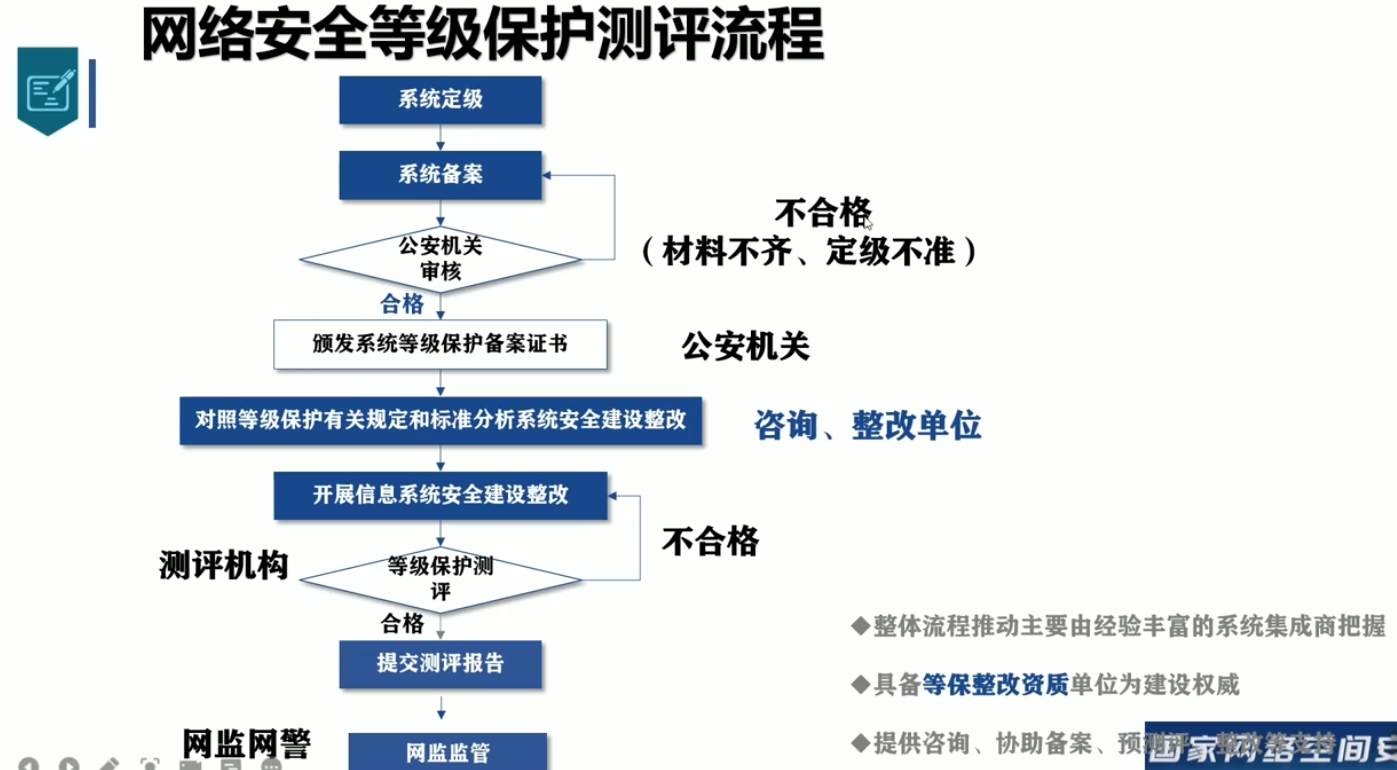 网络安全等级保护测评流程
系统定级
系统备案
不合格
（材料不齐、定级不准）
公安机关
审核
合格
颁发系统等级保护备案证书
公安机关
对照等级保护有关规定和标准分析系统安全建设整改
咨询、整改单位
开展信息系统安全建设整改
不合格
测评机构
等级保护测
评
合格
◆整体流程推动主要由经验丰富的系统集成商把握
提交测评报告
◆具备等保整改资质单位为建设权威
网监网警
网监监管
◆提供咨询、协助备案、预测评、整改等支持
国家网络空间安